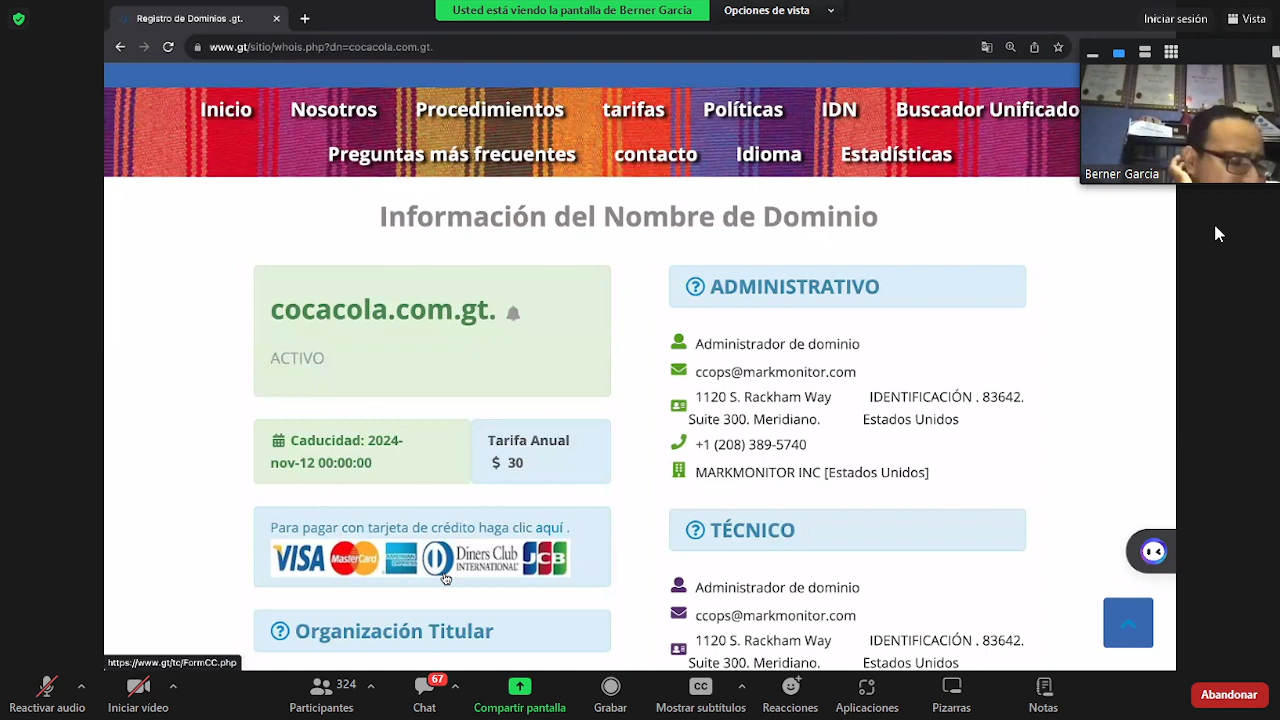 Usted está viendo la pantalla de Berner Garcia
Opciones de vista
Registro de Dominios .gt.
Iniciar sesión
Vista
www.gt/sitio/whois.php?dn=cocacola.com.gt.
Inicio Nosotros Procedimientos tarifas Políticas IDN Buscador Unificado
Preguntas más frecuentes contacto Idioma Estadísticas
Berner Garcia
Información del Nombre de Dominio
cocacola.com.gt.
ACTIVO
Caducidad: 2024-
nov-12 00:00:00
Tarifa Anual
$ 30
Para pagar con tarjeta de crédito haga clic aquí .
VISA MasterCard AMERICAN EXPRESS Diners Club INTERNATIONAL JCB
Organización Titular
ADMINISTRATIVO
Administrador de dominio
ccops@markmonitor.com
1120 S. Rackham Way IDENTIFICACIÓN . 83642.
Suite 300. Meridiano. Estados Unidos
+1 (208) 389-5740
MARKMONITOR INC [Estados Unidos]
TÉCNICO
Administrador de dominio
ccops@markmonitor.com
1120 S. Rackham Way IDENTIFICACIÓN . 83642.
Suite 300. Meridiano. Estados Unidos
https://www.gt/tc/FormCC.php
Reactivar audio
Iniciar vídeo
324
Participantes
67
Chat
Compartir pantalla
Grabar
CC
Mostrar subtítulos
Reacciones
Aplicaciones
Pizarras
Notas
Abandonar